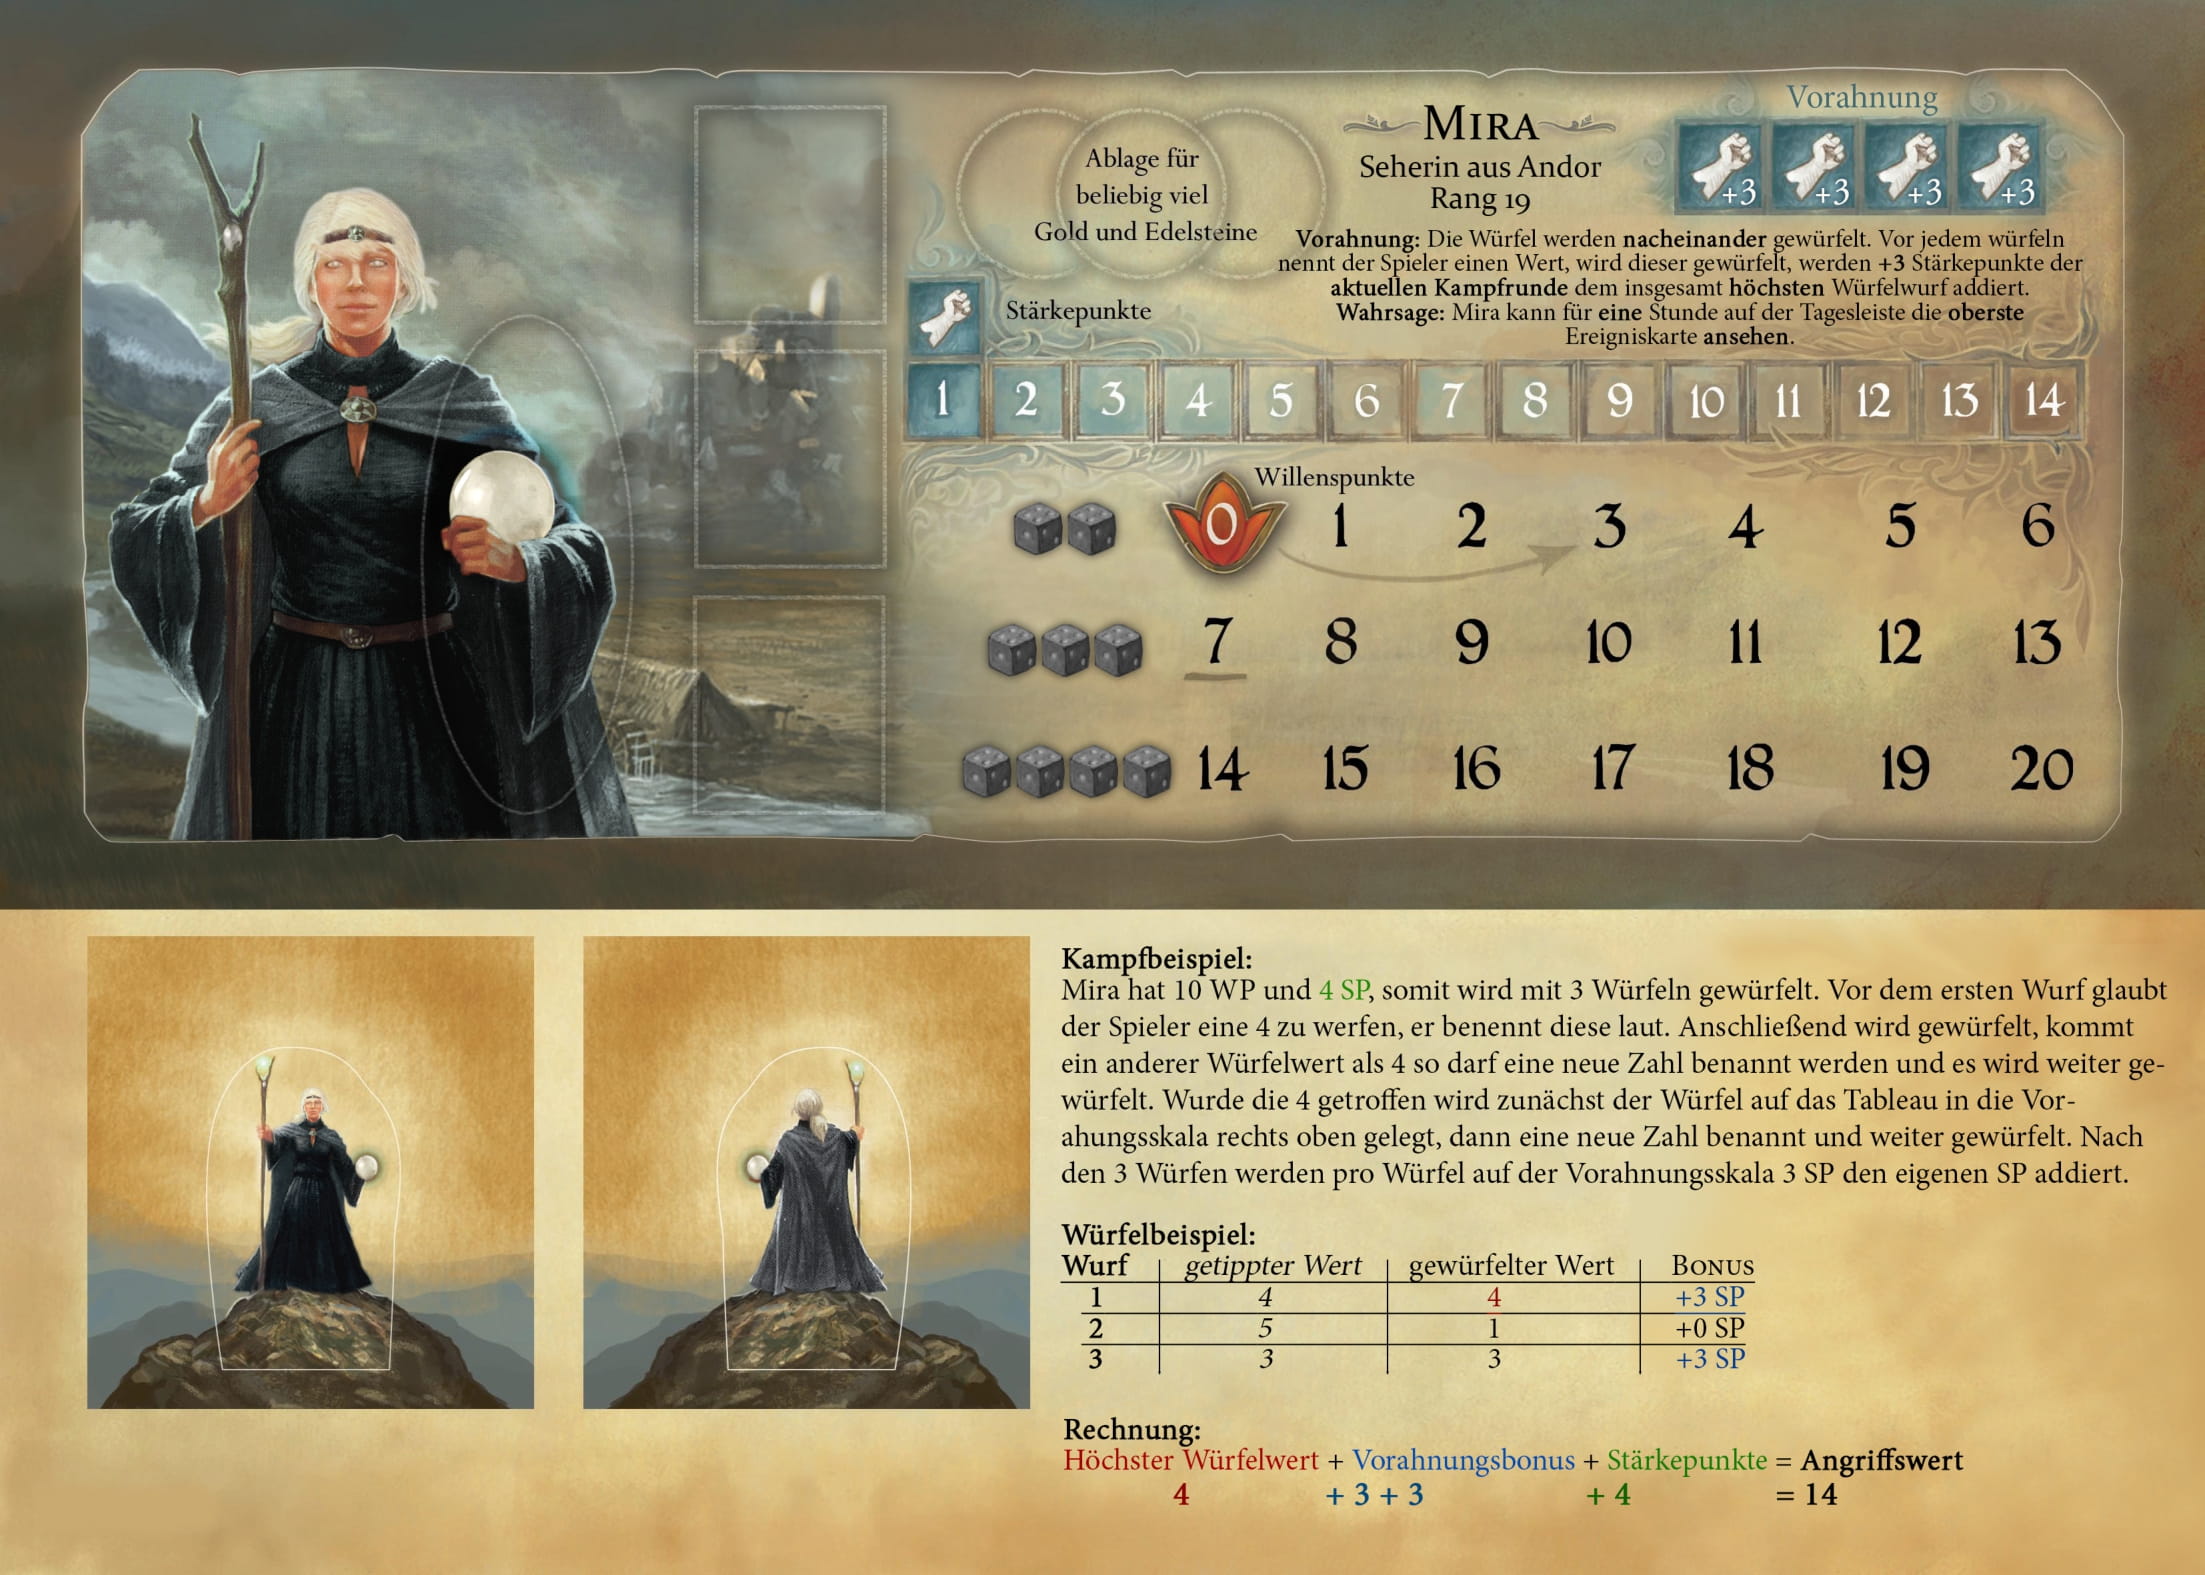 Vorahnung
MIRA
Seherin aus Andor
Rang 19
+3 +3 +3 +3
Ablage für
beliebig viel
Gold und Edelsteine
Vorahnung: Die Würfel werden nacheinander gewürfelt. Vor jedem würfeln
nennt der Spieler einen Wert, wird dieser gewürfelt, werden +3 Stärkepunkte der
aktuellen Kampfrunde dem insgesamt höchsten Würfelwurf addiert.
Wahrsage: Mira kann für eine Stunde auf der Tagesleiste die oberste
Ereigniskarte ansehen.
Stärkepunkte
1 2 3 4 5 6 7 8 9 10 11 12 13 14
Willenspunkte
0 1 2 3 4 5 6
7 8 9 10 11 12 13
14 15 16 17 18 19 20
Kampfbeispiel:
Mira hat 10 WP und 4 SP, somit wird mit 3 Würfeln gewürfelt. Vor dem ersten Wurf glaubt
der Spieler eine 4 zu werfen, er benennt diese laut. Anschließend wird gewürfelt, kommt
ein anderer Würfelwert als 4 so darf eine neue Zahl benannt werden und es wird weiter ge-
würfelt. Wurde die 4 getroffen wird zunächst der Würfel auf das Tableau in die Vor-
ahungsskala rechts oben gelegt, dann eine neue Zahl benannt und weiter gewürfelt. Nach
den 3 Würfen werden pro Würfel auf der Vorahnungsskala 3 SP den eigenen SP addiert.
Würfelbeispiel:
Wurf getippter Wert gewürfelter Wert BONUS
1 4 4 +3 SP
2 5 1 +0 SP
3 3 3 +3 SP
Rechnung:
Höchster Würfelwert + Vorahnungsbonus + Stärkepunkte = Angriffswert
4 + 3 + 3 + 4 = 14